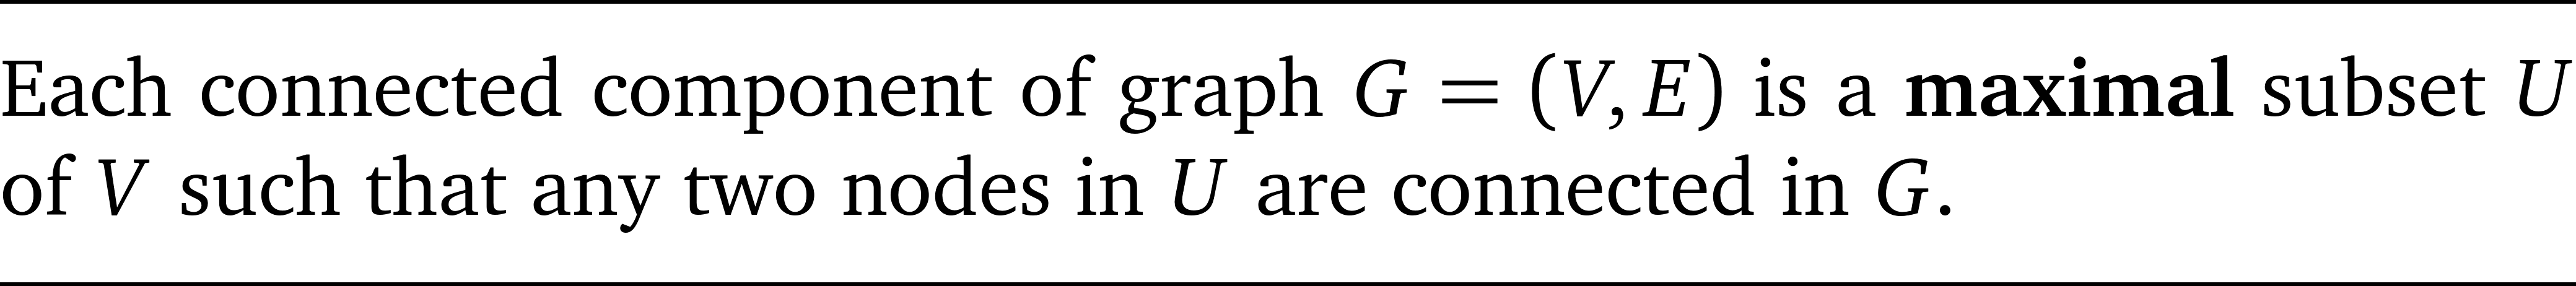 Each connected component of graph G = (V, E) is a maximal subset U
of V such that any two nodes in U are connected in G.